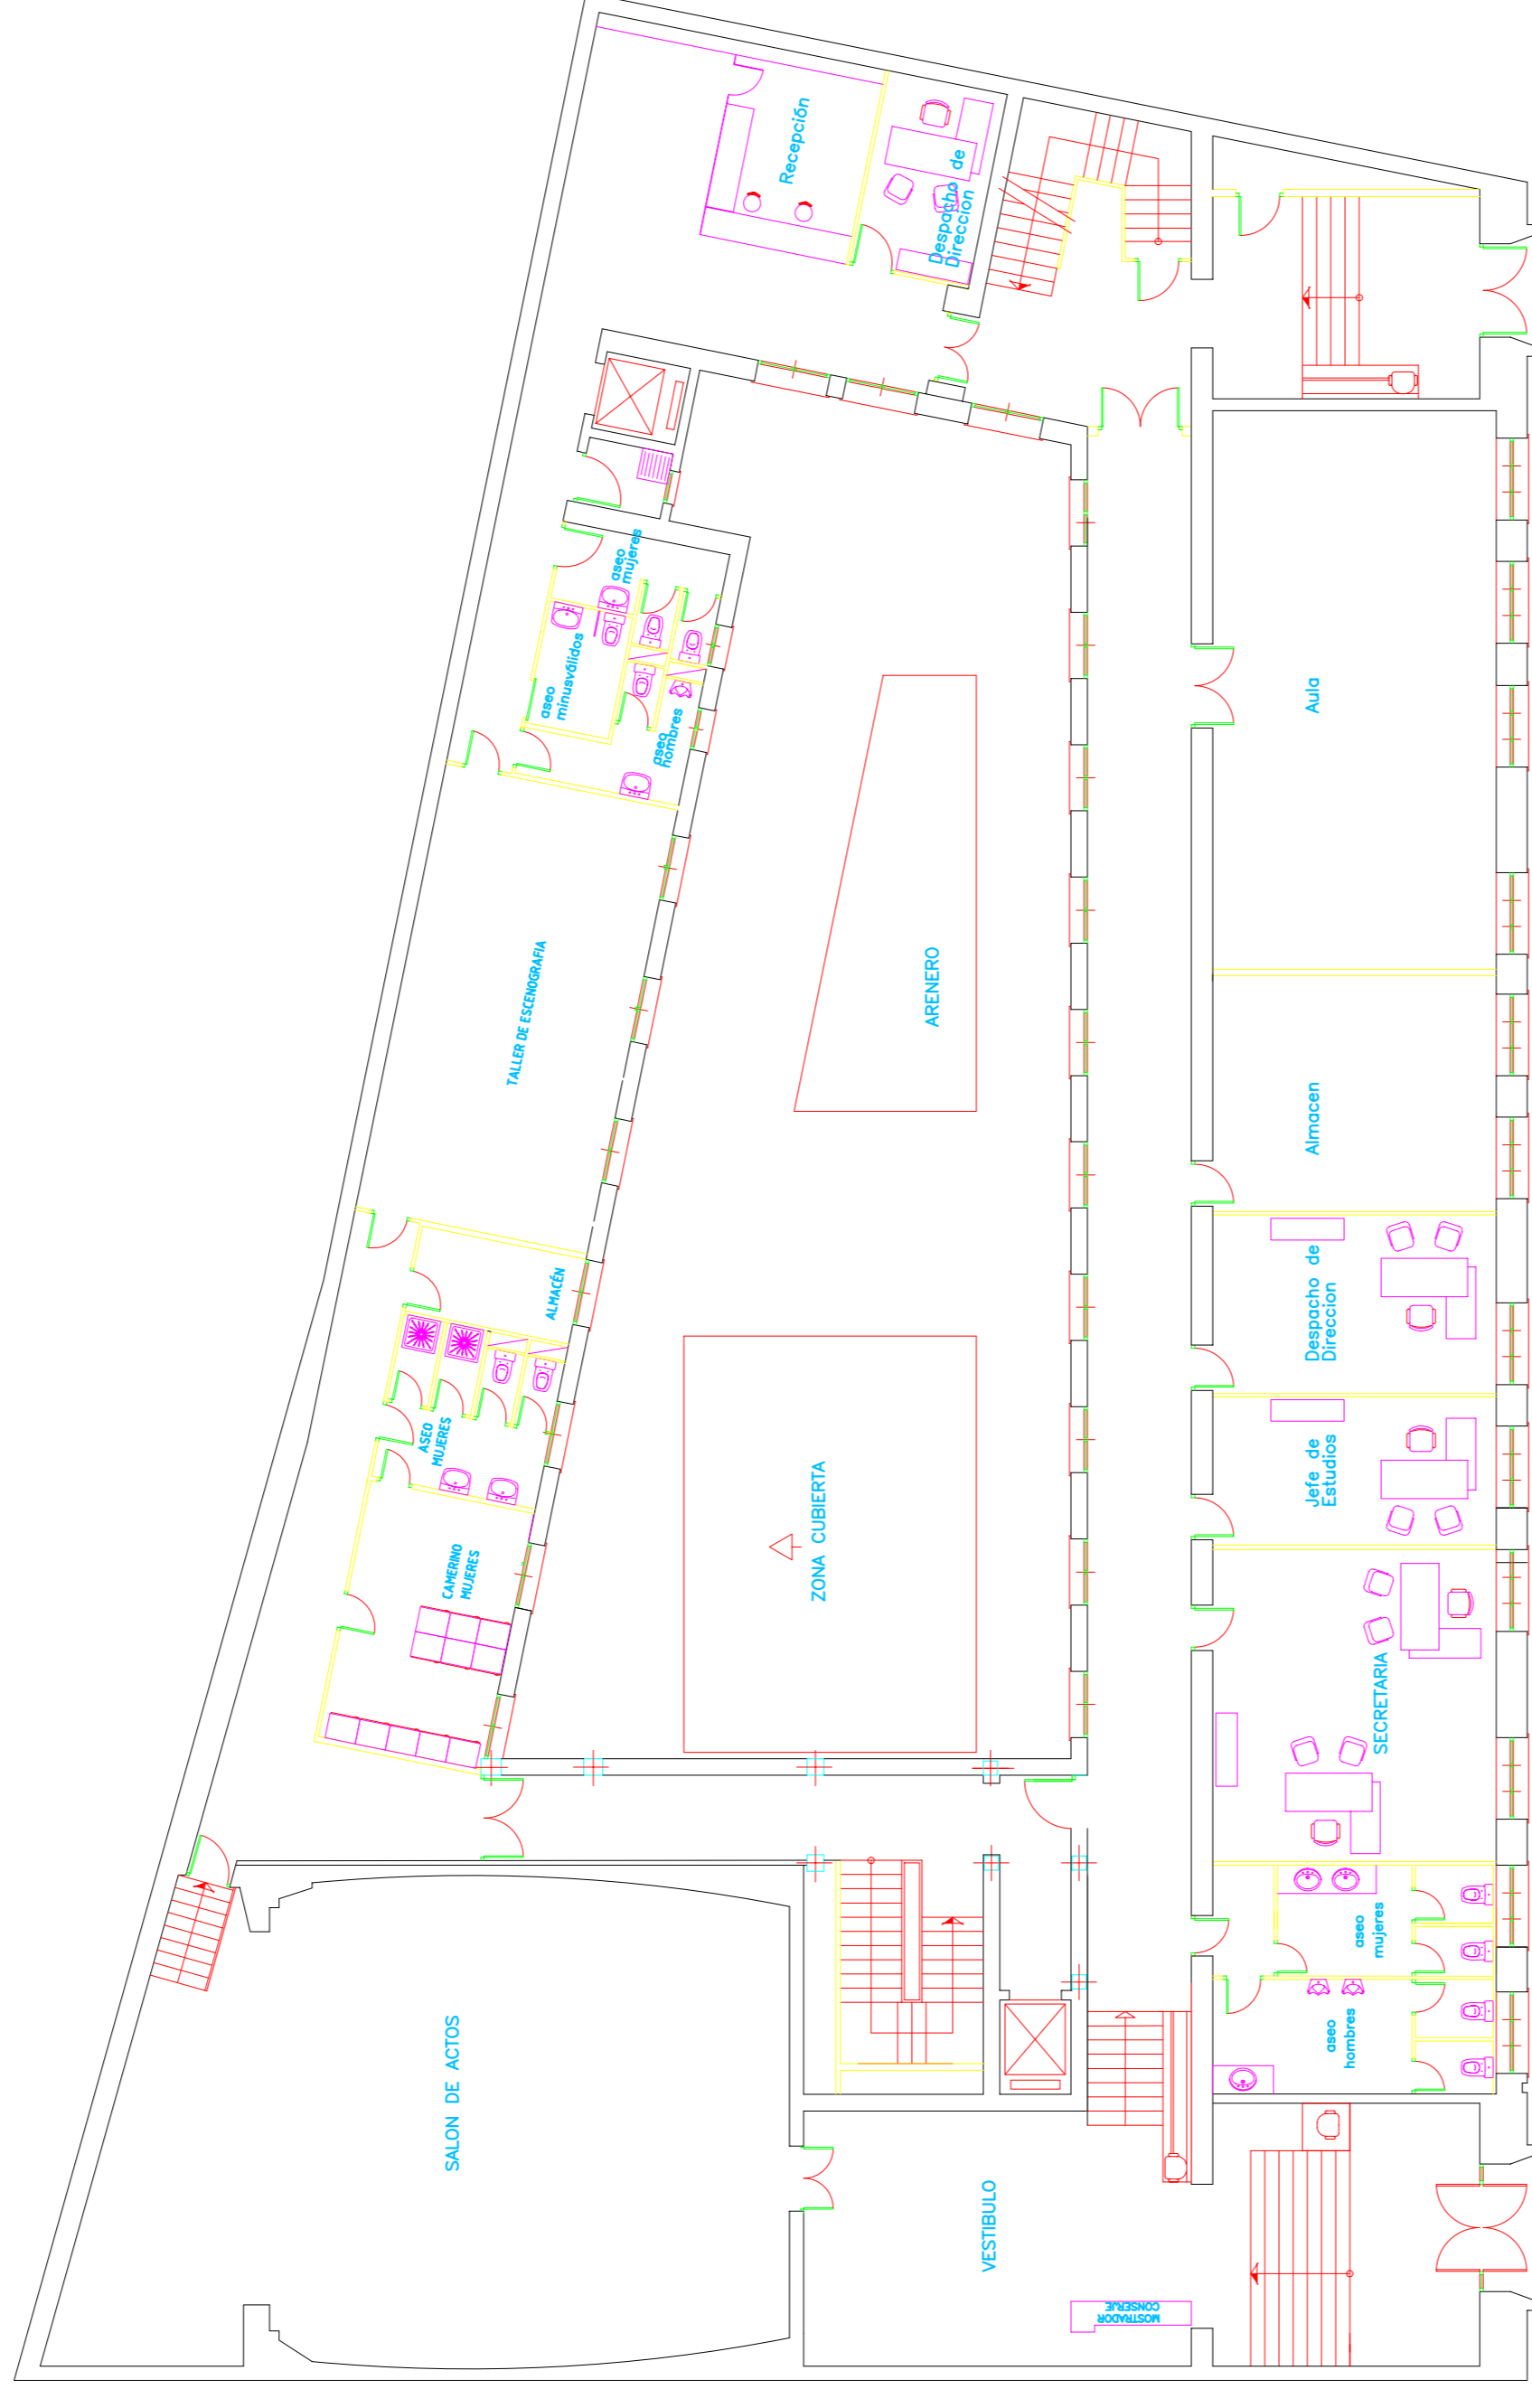 Recepción
Despacho de
Direccion
aseo
mujeres
aseo
minusválidos
aseo
hombres
Aula
TALLER DE ESCENOGRAFIA
ARENERO
Almacen
ALMACÉN
Despacho de
Direccion
ASEO
MUJERES
Jefe de
Estudios
ZONA CUBIERTA
CAMERINO
MUJERES
SECRETARIA
aseo
mujeres
aseo
hombres
SALON DE ACTOS
VESTIBULO
MOSTRADOR
CONSERJE